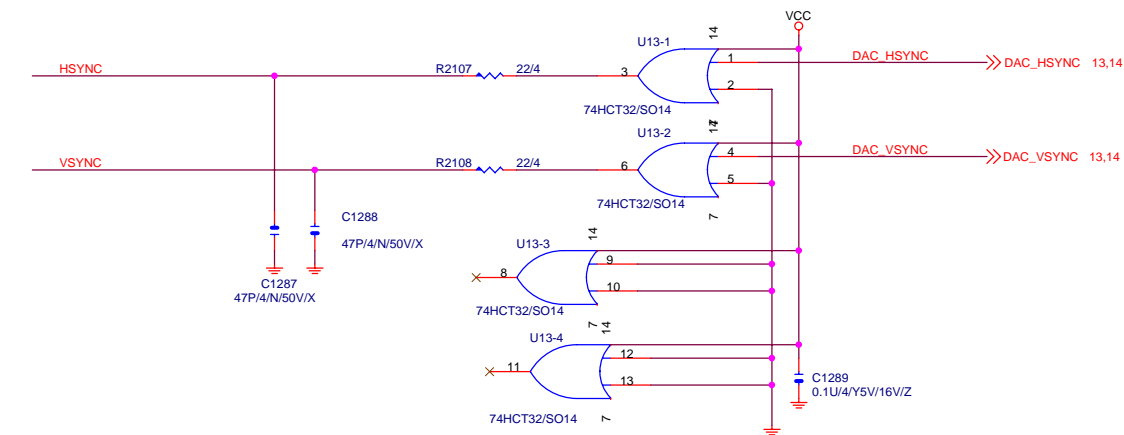 VCC
U13-1
14
HSYNC
R2107
22/4
3
1
DAC_HSYNC
DAC_HSYNC 13,14
2
74HCT32/SO14
7
U13-2
14
VSYNC
R2108
22/4
6
4
DAC_VSYNC
DAC_VSYNC 13,14
5
74HCT32/SO14
7
C1288
47P/4/N/50V/X
U13-3
14
8
9
10
C1287
47P/4/N/50V/X
74HCT32/SO14
7
U13-4
14
11
12
13
C1289
0.1U/4/Y5V/16V/Z
74HCT32/SO14
7